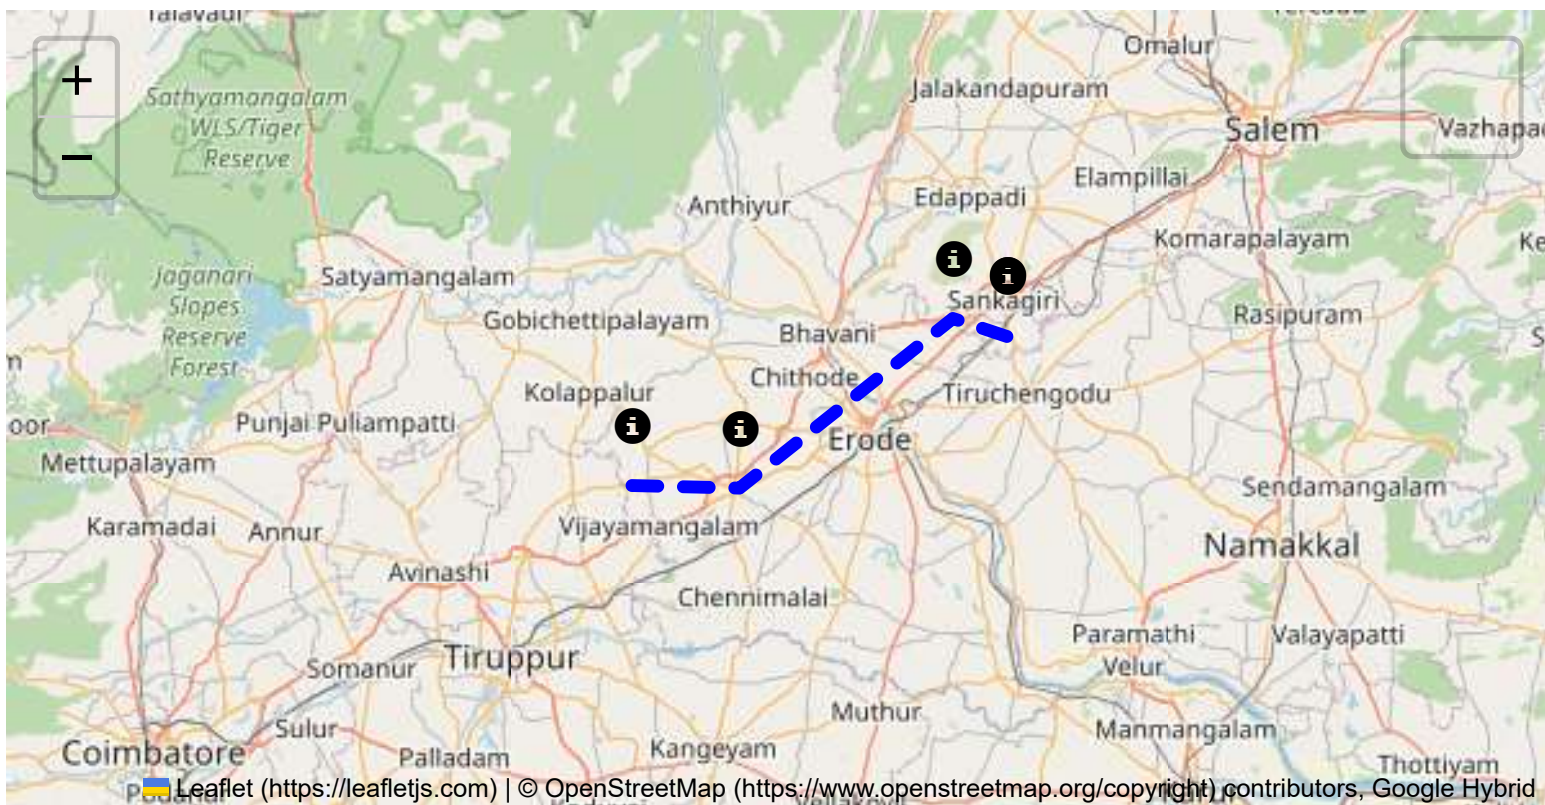 Talavadi
Omalur
Jalakandapuram
+
Sathyamangalam
WLS/Tiger
Reserve
Salem
−
Elampillai
Anthiyur
Edappadi
Komarapalayam
Jaganari
Slopes
Reserve
Forest
Satyamangalam
Sankagiri
Rasipuram
Gobichettipalayam
Bhavani
Chithode
Kolappalur
Tiruchengodu
Punjai Puliampatti
Erode
Mettupalayam
Sendamangalam
Karamadai
Annur
Vijayamangalam
Namakkal
Avinashi
Chennimalai
Paramathi
Velur
Valayapatti
Somanur
Tiruppur
Sulur
Muthur
Manmangalam
Coimbatore
Palladam
Kangeyam
Thottiyam
Leaflet (https://leafletjs.com) | © OpenStreetMap (https://www.openstreetmap.org/copyright) contributors, Google Hybrid